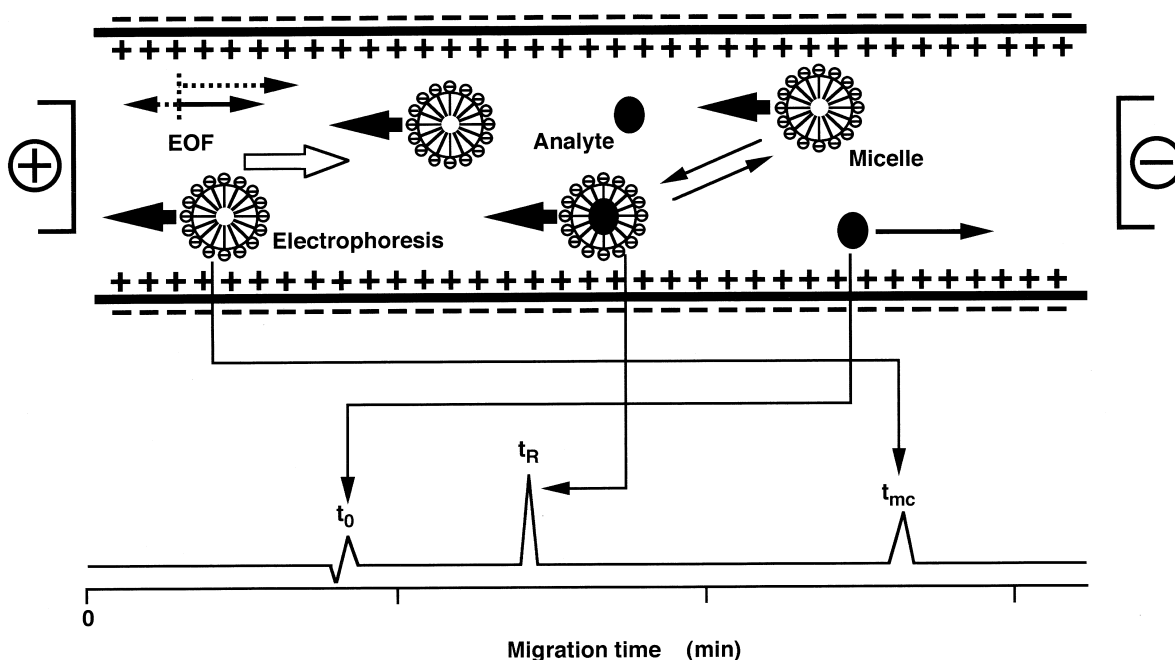 EOF
Analyte
Micelle
Electrophoresis
tR
t0
tmc
0
Migration time (min)